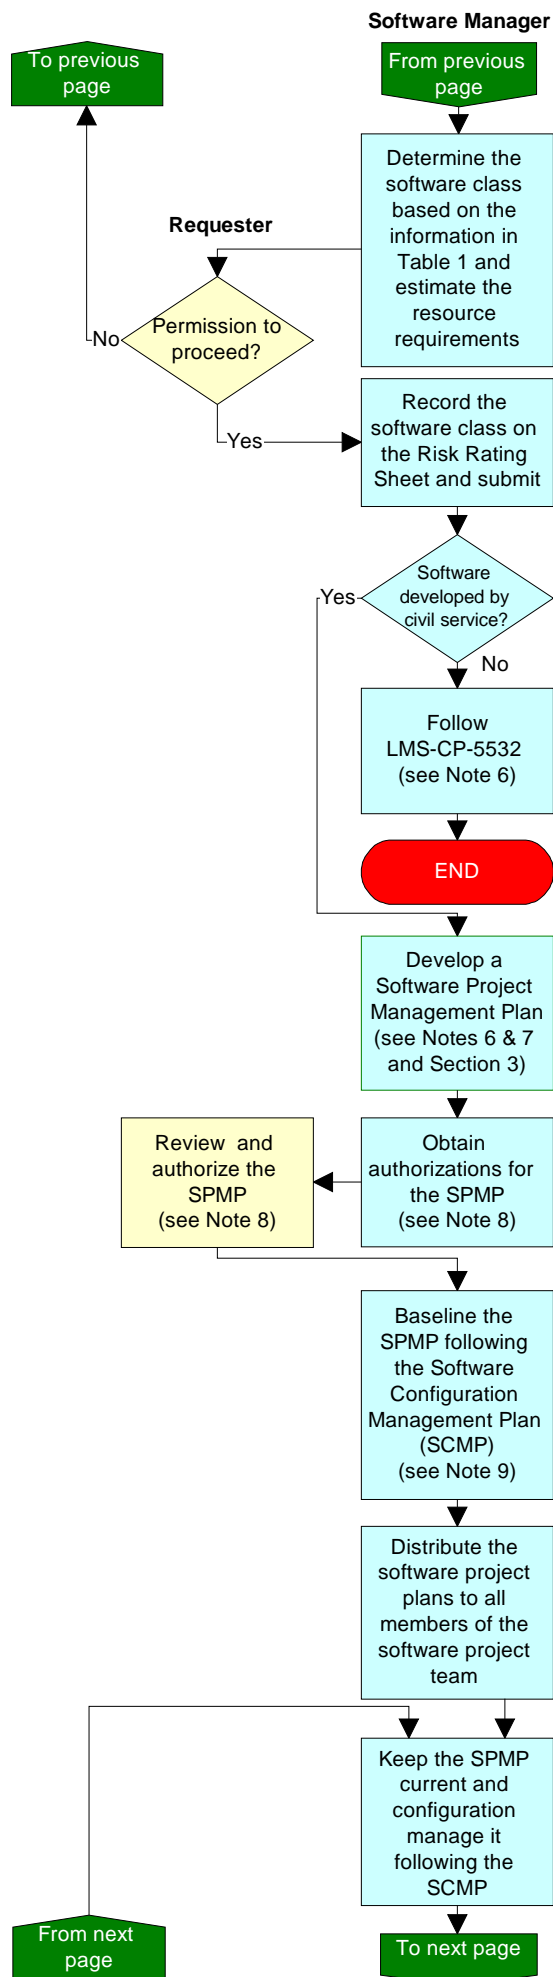 Software Manager
To previous
page
From previous
page
Determine the
software class
based on the
information in
Table 1 and
estimate the
resource
requirements
Requester
Permission to
proceed?
No
Yes
Record the
software class on
the Risk Rating
Sheet and submit
Software
developed by
civil service?
Yes
No
Follow
LMS-CP-5532
(see Note 6)
END
Develop a
Software Project
Management Plan
(see Notes 6 & 7
and Section 3)
Review and
authorize the
SPMP
(see Note 8)
Obtain
authorizations for
the SPMP
(see Note 8)
Baseline the
SPMP following
the Software
Configuration
Management Plan
(SCMP)
(see Note 9)
Distribute the
software project
plans to all
members of the
software project
team
Keep the SPMP
current and
configuration
manage it
following the
SCMP
From next
page
To next page